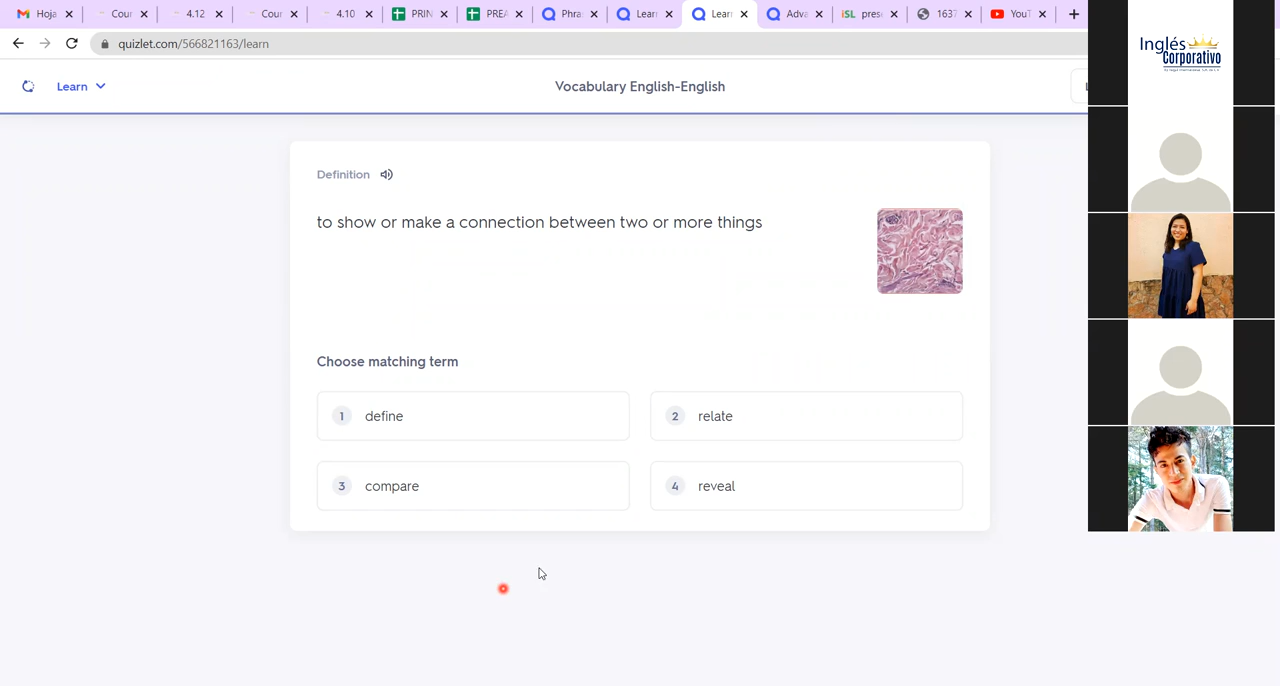 Hoja
Cour
4.12
Cour
4.10
PRIN
PREA
Phras
Learn
Learn
Adva
iSL prese
1637
YouT
quizlet.com/566821163/learn
Learn
Vocabulary English-English
Inglés
Corporativo
Definition
to show or make a connection between two or more things
Choose matching term
1 define
2 relate
3 compare
4 reveal